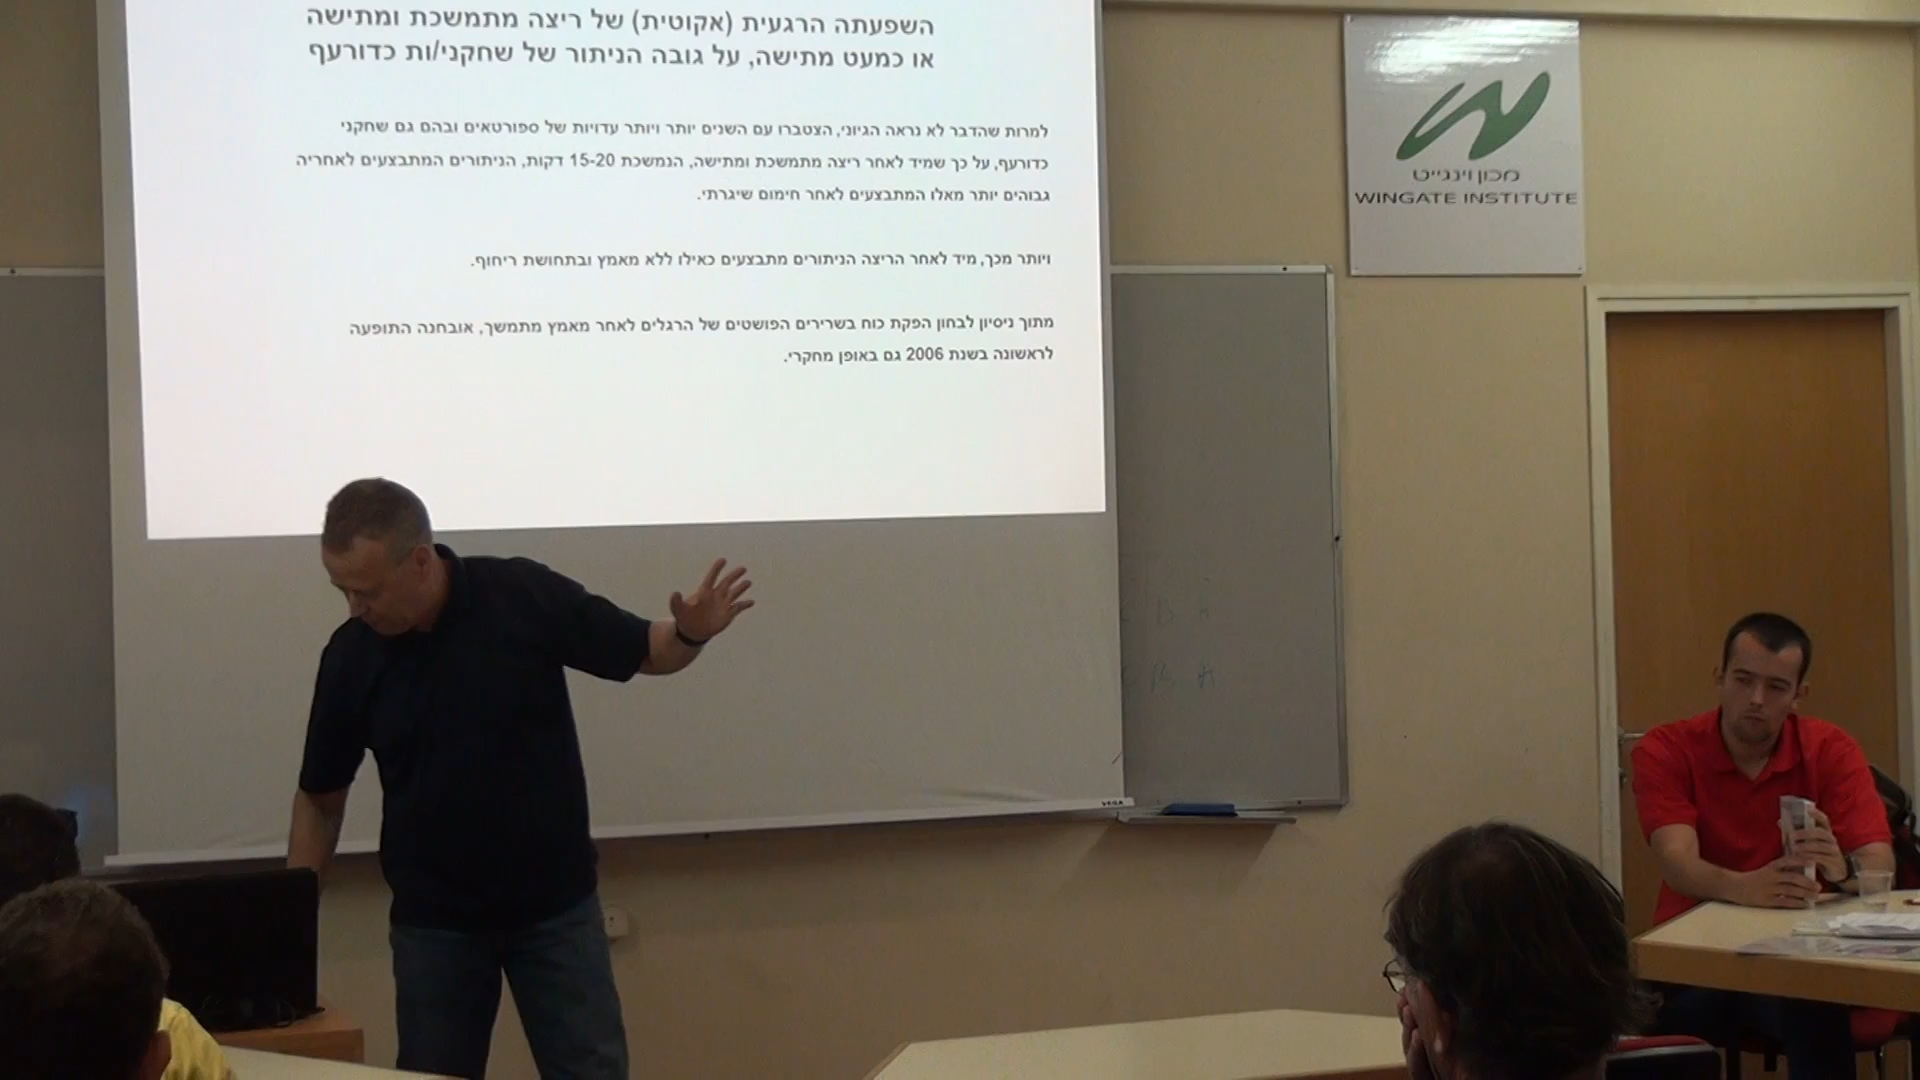 השפעתה הרגעית (אקוטית) של ריצה מתמשכת ומתישה
או כמעט מתישה, על גובה הניתור של שחקני/ות כדורעף
למרות שהדבר לא נראה הגיוני, הצטברו עם השנים יותר ויותר עדויות של ספורטאים ובהם גם שחקני
כדורעף, על כך שמיד לאחר ריצה מתמשכת ומתישה, הנמשכת 15-20 דקות, הניתורים המתבצעים לאחריה
גבוהים יותר מאלו המתבצעים לאחר חימום שיגרתי.
ויותר מכך, מיד לאחר הריצה הניתורים מתבצעים כאילו ללא מאמץ ובתחושת ריחוף.
מתוך ניסיון לבחון הפקת כוח בשרירים הפושטים של הרגלים לאחר מאמץ מתמשך, אובחנה התופעה
לראשונה בשנת 2006 גם באופן מחקרי.
מכון וינגייט
WINGATE INSTITUTE
VEGA